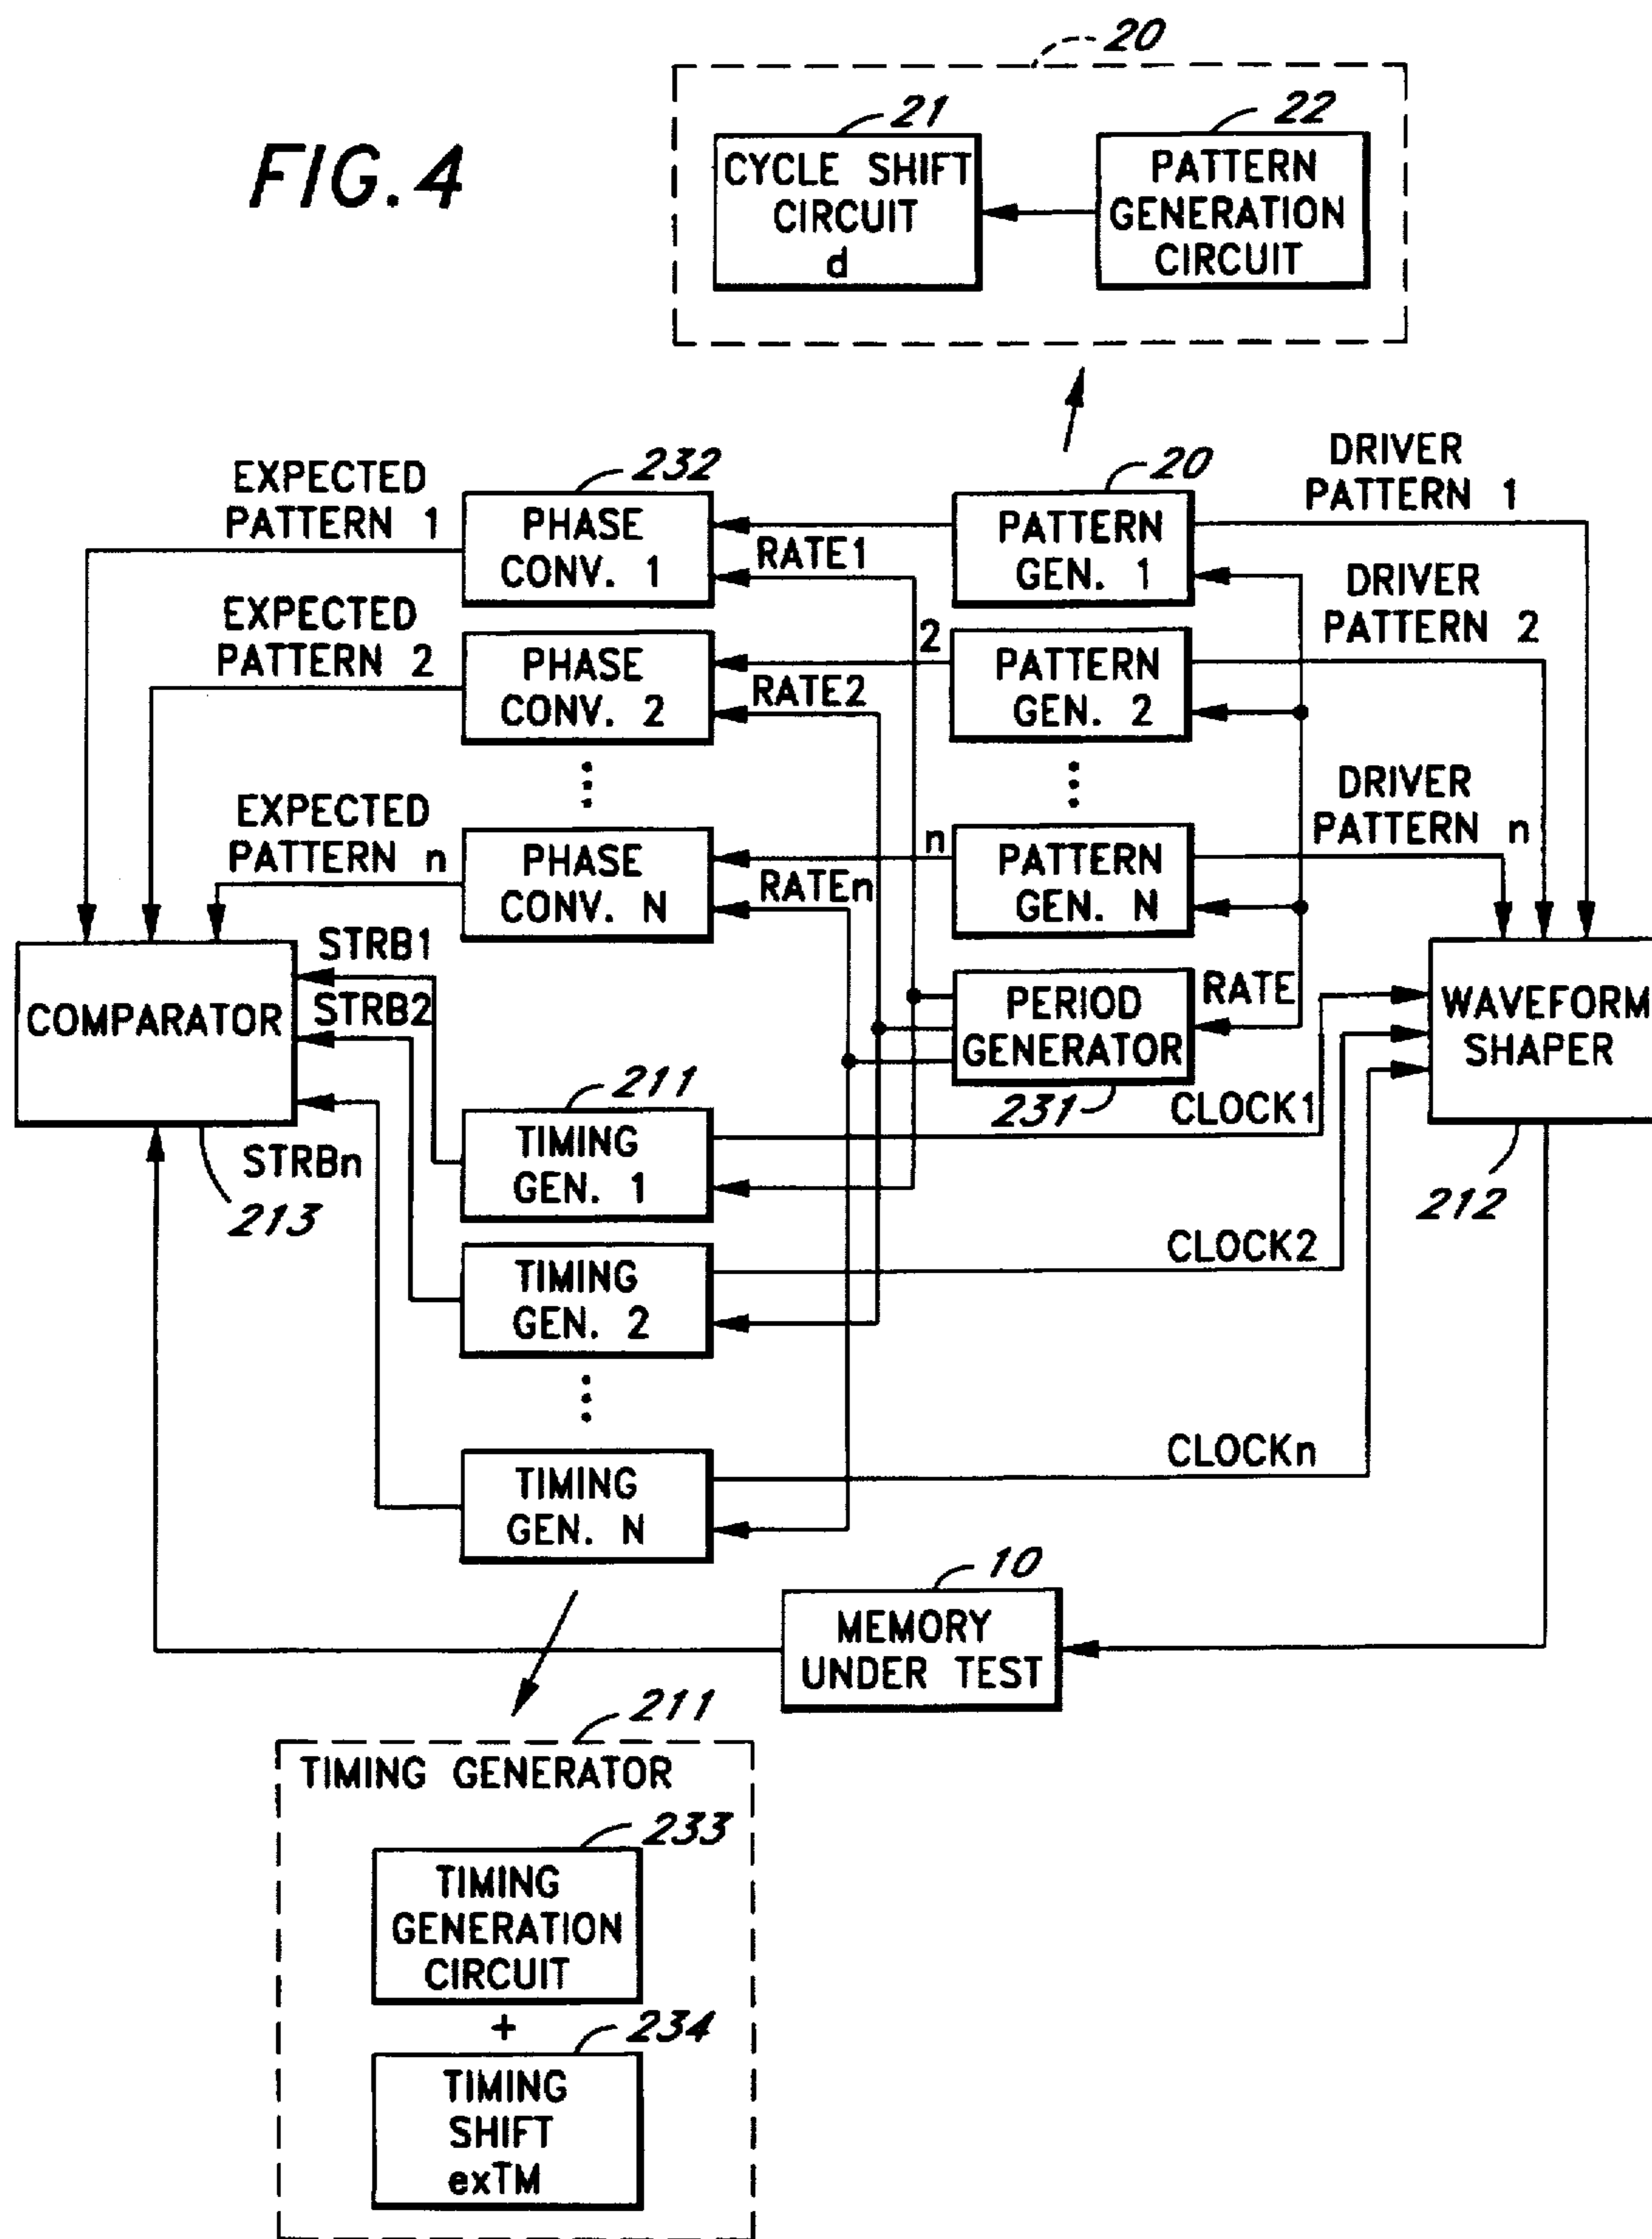 FIG.4
20
21
22
CYCLE SHIFT
CIRCUIT
d
PATTERN
GENERATION
CIRCUIT
EXPECTED
PATTERN 1
232
PHASE
CONV. 1
RATE1
20
PATTERN
GEN. 1
DRIVER
PATTERN 1
EXPECTED
PATTERN 2
PHASE
CONV. 2
2
RATE2
PATTERN
GEN. 2
DRIVER
PATTERN 2
EXPECTED
PATTERN n
PHASE
CONV. N
n
RATEn
PATTERN
GEN. N
DRIVER
PATTERN n
COMPARATOR
213
STRB1
STRB2
STRBn
PERIOD
GENERATOR
231
RATE
WAVEFORM
SHAPER
212
211
TIMING
GEN. 1
CLOCK1
TIMING
GEN. 2
CLOCK2
TIMING
GEN. N
CLOCKn
10
MEMORY
UNDER TEST
211
TIMING GENERATOR
233
TIMING
GENERATION
CIRCUIT
+
234
TIMING
SHIFT
exTM